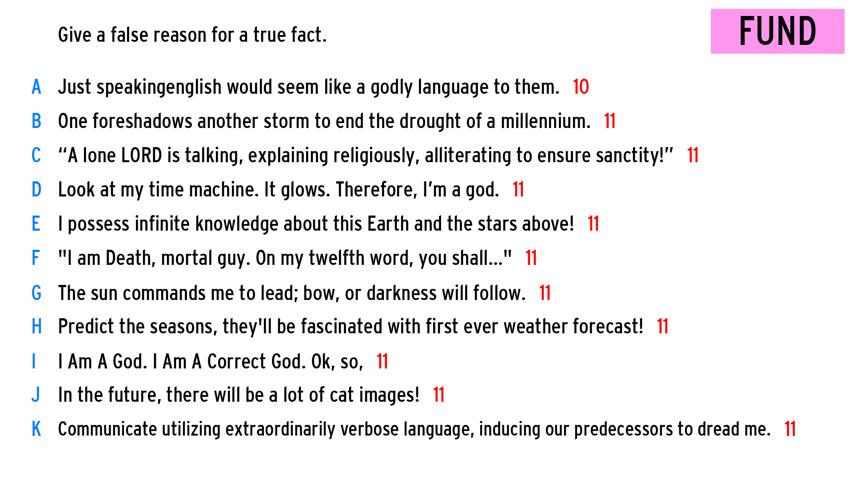 Give a false reason for a true fact.
FUND
A Just speakingenglish would seem like a godly language to them. 10
B One foreshadows another storm to end the drought of a millennium. 11
C “A lone LORD is talking, explaining religiously, alliterating to ensure sanctity!” 11
D Look at my time machine. It glows. Therefore, I'm a god. 11
E I possess infinite knowledge about this Earth and the stars above! 11
F "I am Death, mortal guy. On my twelfth word, you shall..." 11
G The sun commands me to lead; bow, or darkness will follow. 11
H Predict the seasons, they'll be fascinated with first ever weather forecast! 11
I I Am A God. I Am A Correct God. Ok, so, 11
J In the future, there will be a lot of cat images! 11
K Communicate utilizing extraordinarily verbose language, inducing our predecessors to dread me. 11